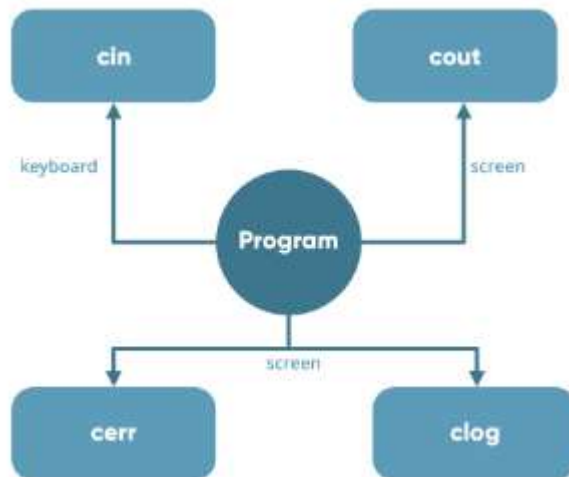 cin
cout
keyboard
screen
Program
screen
cerr
clog